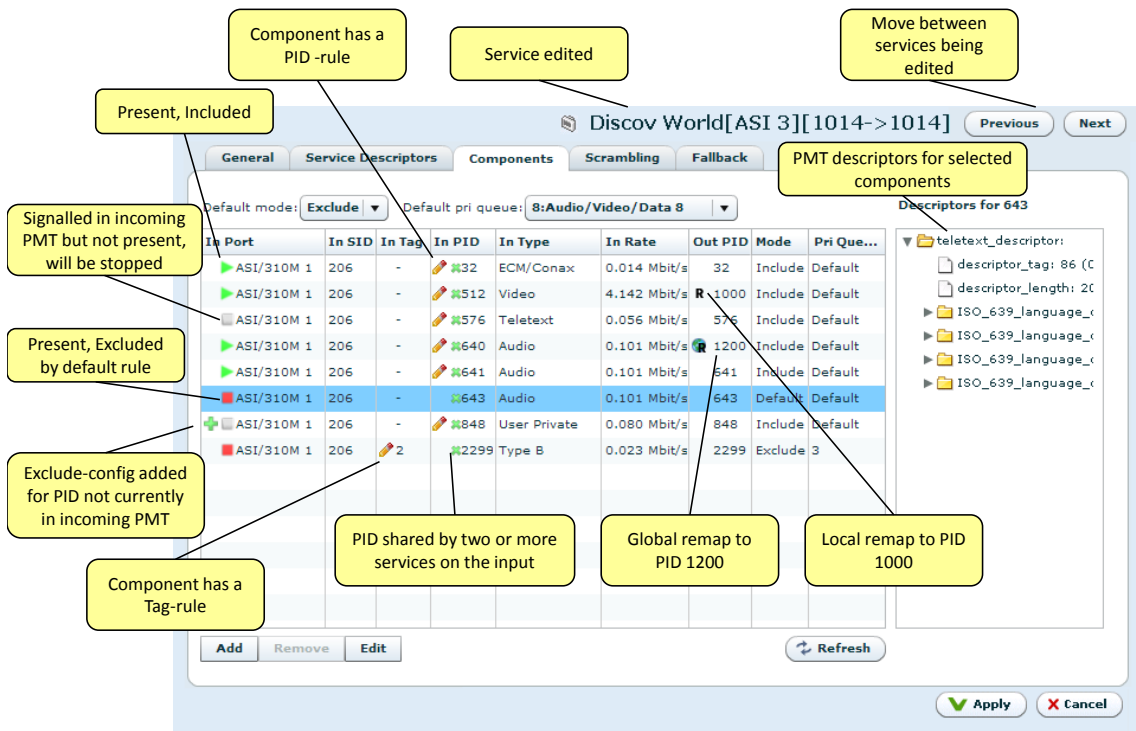 Component has a
PID -rule
Service edited
Move between
services being
edited
Present, Included
Discov World[ASI 3][1014->1014]
Previous
Next
General
Service Descriptors
Components
Scrambling
Fallback
PMT descriptors for selected
components
Signalled in incoming
PMT but not present,
will be stopped
Default mode: Exclude
Default pri queue: 8:Audio/Video/Data 8
Descriptors for 643
In Port In SID In Tag In PID In Type In Rate Out PID Mode Pri Que...
ASI/310M 1 206 - 32 ECM/Conax 0.014 Mbit/s 32 Include Default
ASI/310M 1 206 - 512 Video 4.142 Mbit/s R 1000 Include Default
ASI/310M 1 206 - 576 Teletext 0.056 Mbit/s 576 Include Default
ASI/310M 1 206 - 640 Audio 0.101 Mbit/s R 1200 Include Default
ASI/310M 1 206 - 641 Audio 0.101 Mbit/s 641 Include Default
ASI/310M 1 206 - 643 Audio 0.101 Mbit/s 643 Default Default
ASI/310M 1 206 - 848 User Private 0.080 Mbit/s 848 Include Default
ASI/310M 1 206 2 2299 Type B 0.023 Mbit/s 2299 Exclude 3
teletext_descriptor:
descriptor_tag: 86 (C
descriptor_length: 20
ISO_639_language_c
ISO_639_language_c
ISO_639_language_c
ISO_639_language_c
Present, Excluded
by default rule
Exclude-config added
for PID not currently
in incoming PMT
PID shared by two or more
services on the input
Global remap to
PID 1200
Local remap to PID
1000
Component has a
Tag-rule
Add
Remove
Edit
Refresh
Apply
Cancel